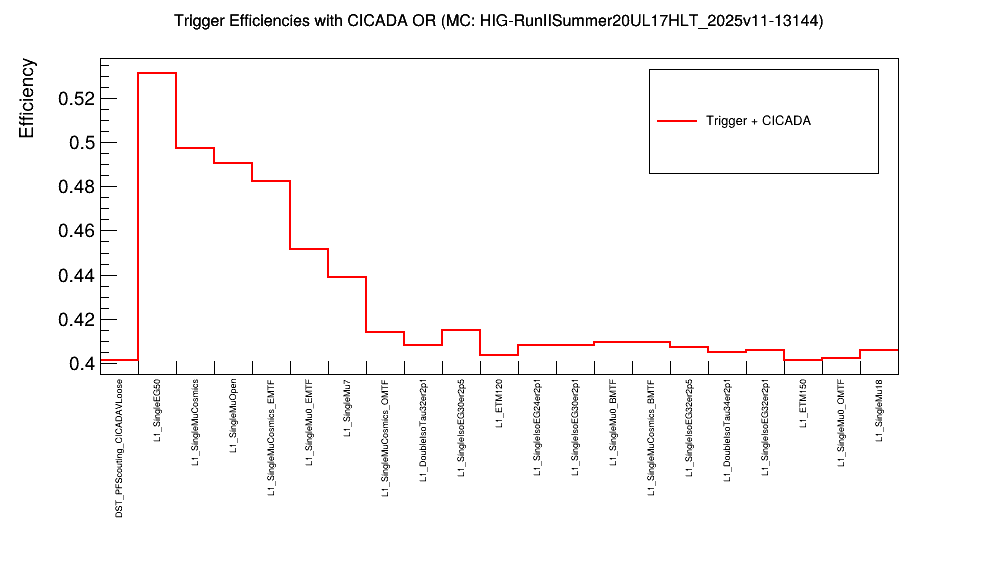 Trigger Efficiencies with CICADA OR (MC: HIG-RunIISummer20UL17HLT_2025v11-13144)
Efficiency
Trigger + CICADA
0.52
0.5
0.48
0.46
0.44
0.42
0.4
DST_PFScouting_CICADAVLoose
L1_SingleEG50
L1_SingleMuCosmics
L1_SingleMuOpen
L1_SingleMuCosmics_EMTF
L1_SingleMu0_EMTF
L1_SingleMu7
L1_SingleMuCosmics_OMTF
L1_DoubleIsoTau32er2p1
L1_SingleIsoEG30er2p5
L1_ETM120
L1_SingleIsoEG24er2p1
L1_SingleIsoEG30er2p1
L1_SingleMu0_BMTF
L1_SingleMuCosmics_BMTF
L1_SingleIsoEG32er2p5
L1_DoubleIsoTau34er2p1
L1_SingleIsoEG32er2p1
L1_ETM150
L1_SingleMu0_OMTF
L1_SingleMu18